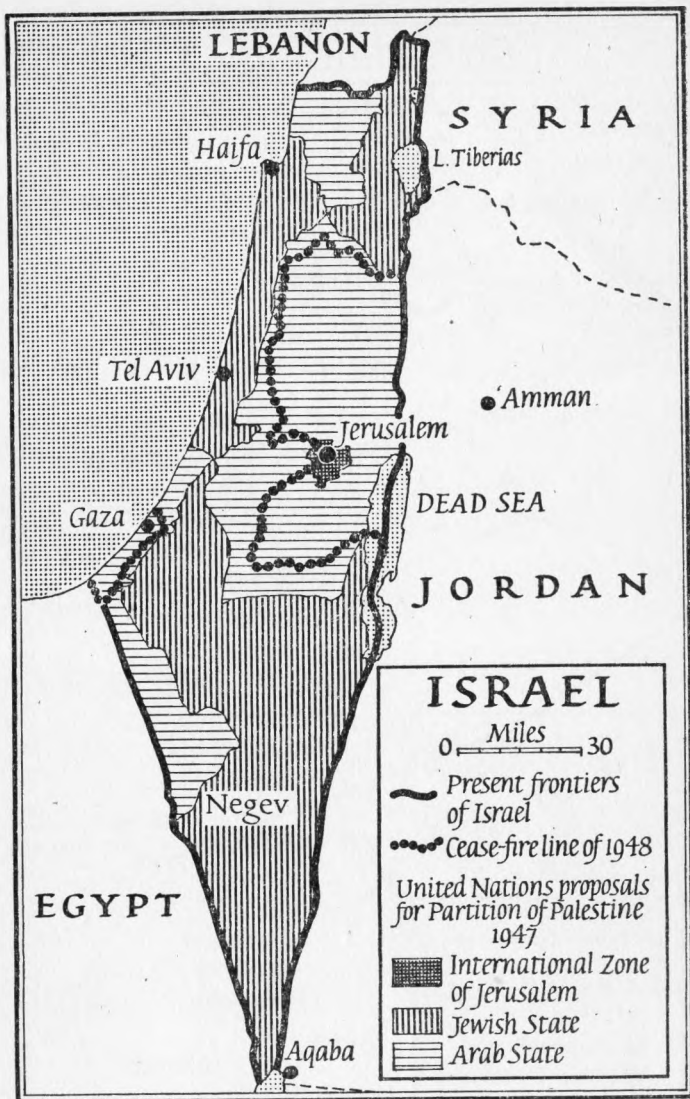 LEBANON
SYRIA
Haifa
L. Tiberias
Tel Aviv
'Amman
Jerusalem
Gaza
DEAD SEA
JORDAN
Negev
EGYPT
Aqaba
ISRAEL
Miles
0 30
Present frontiers
of Israel
Cease-fire line of 1948
United Nations proposals
for Partition of Palestine
1947
International Zone
of Jerusalem
Jewish State
Arab State